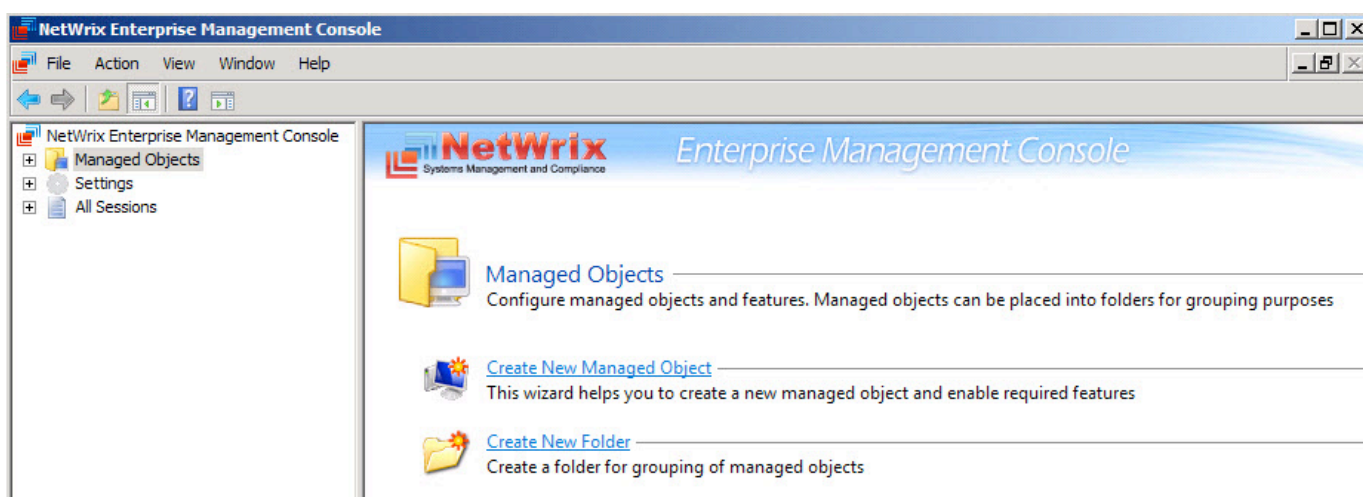 NetWrix Enterprise Management Console
File Action View Window Help
NetWrix Enterprise Management Console
Managed Objects
Settings
All Sessions
NetWrix Enterprise Management Console
Systems Management and Compliance
Managed Objects
Configure managed objects and features. Managed objects can be placed into folders for grouping purposes
Create New Managed Object
This wizard helps you to create a new managed object and enable required features
Create New Folder
Create a folder for grouping of managed objects